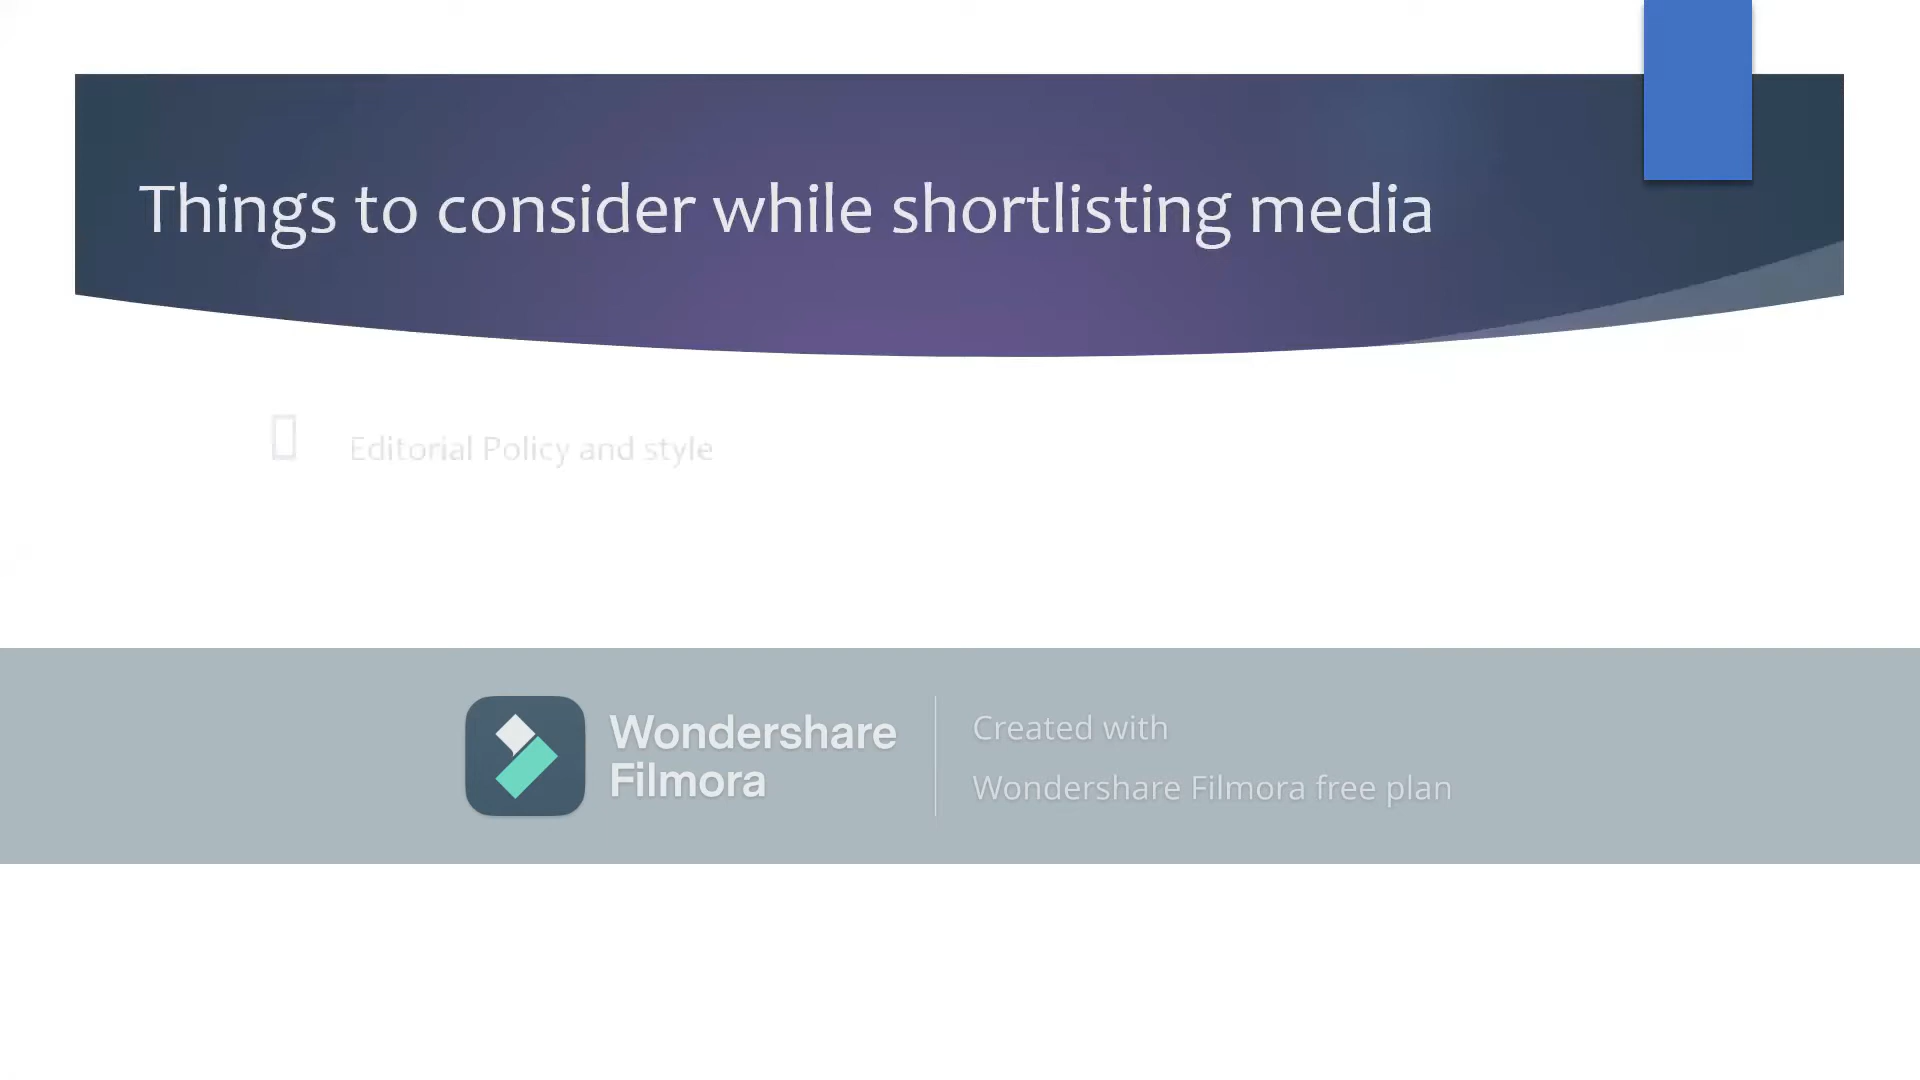 Things to consider while shortlisting media
Editorial Policy and style
Wondershare
Filmora
Created with
Wondershare Filmora free plan